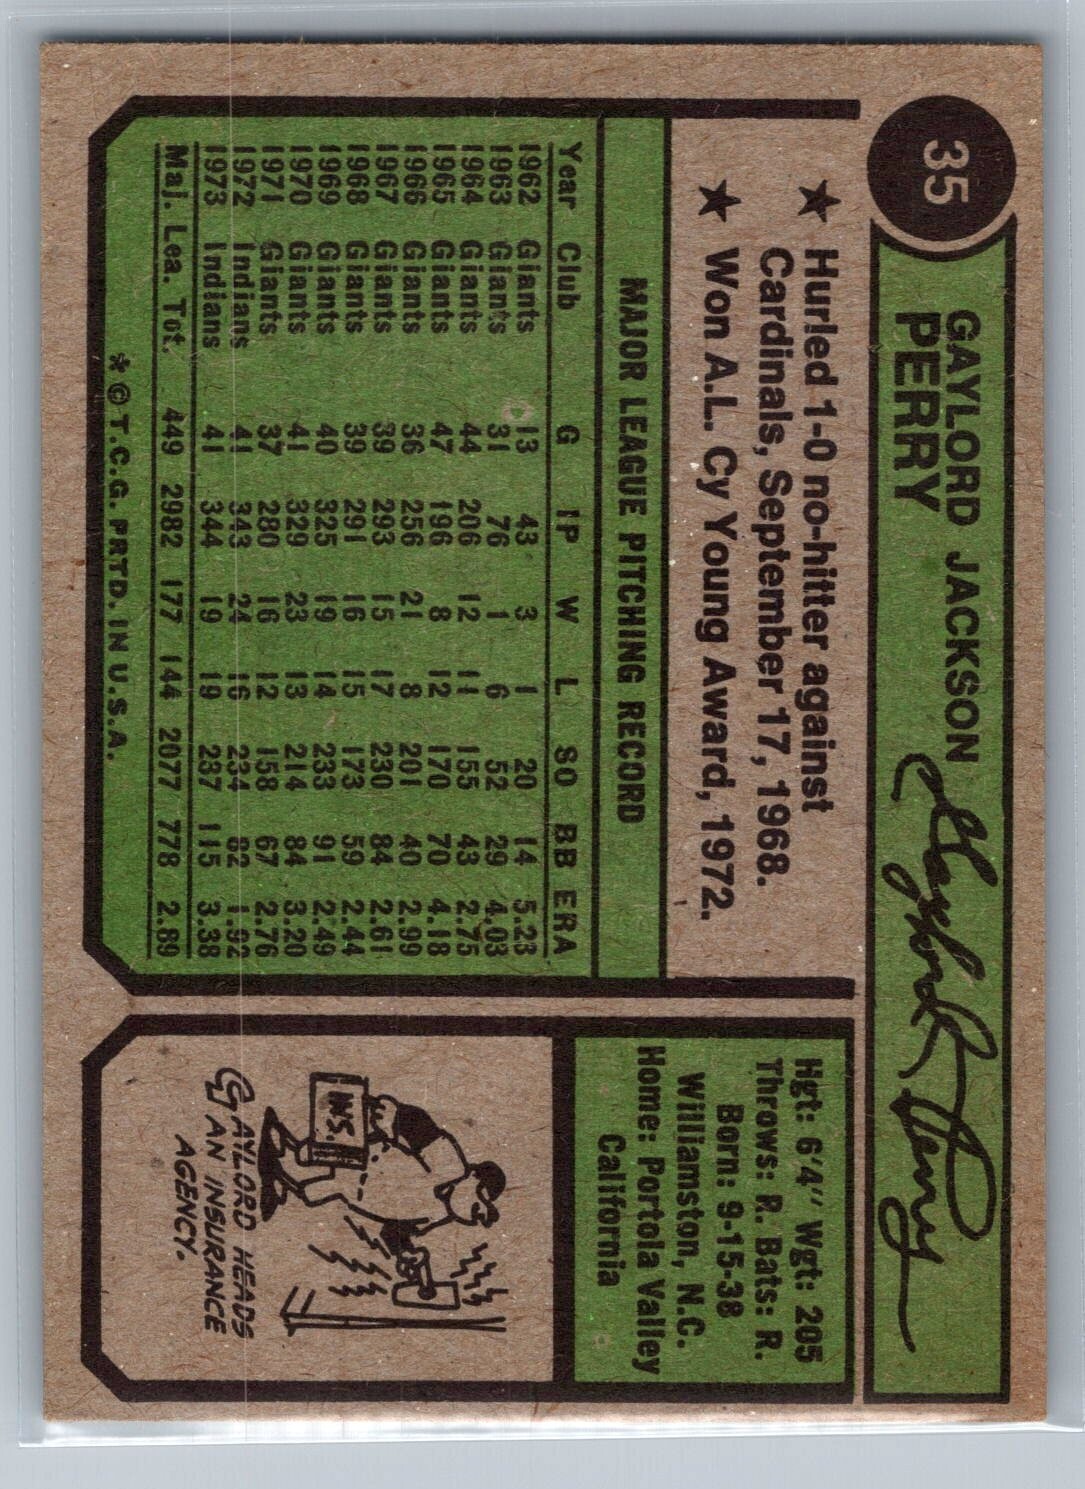 35
GAYLORD JACKSON
PERRY
Gaylord Perry
★ Hurled 1-0 no-hitter against
Cardinals, September 17, 1968.
★ Won A.L. Cy Young Award, 1972.
MAJOR LEAGUE PITCHING RECORD
Year Club G IP W L SO BB ERA
1962 Giants 13 43 3 1 20 14 5.23
1963 Giants 31 76 1 6 52 29 4.03
1964 Giants 44 206 12 11 155 43 2.75
1965 Giants 47 196 8 12 170 70 4.18
1966 Giants 36 256 21 8 201 40 2.99
1967 Giants 39 293 15 17 230 84 2.61
1968 Giants 39 291 16 15 173 59 2.44
1969 Giants 40 325 19 14 233 91 2.49
1970 Giants 41 329 23 13 214 84 3.20
1971 Giants 37 280 16 12 158 67 2.76
1972 Indians 41 343 24 16 234 82 1.92
1973 Indians 41 344 19 19 237 115 3.38
Maj. Lea. Tot. 449 2982 177 144 2077 778 2.89
* © T.C.G. PRTD. IN U.S.A.
Hgt: 6'4" Wgt: 205
Throws: R. Bats: R.
Born: 9-15-38
Williamston, N.C.
Home: Portola Valley
California
INS.
GAYLORD HEADS
AN INSURANCE
AGENCY.